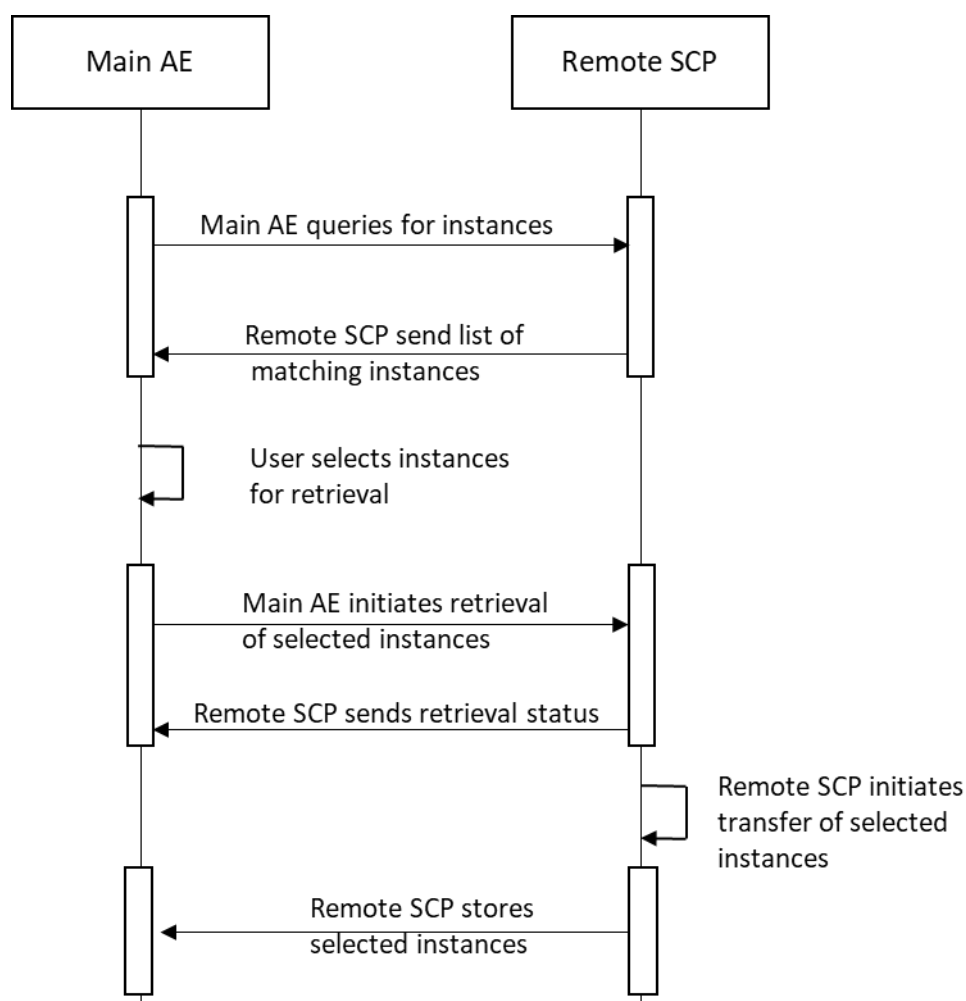 Main AE
Remote SCP
Main AE queries for instances
Remote SCP send list of
matching instances
User selects instances
for retrieval
Main AE initiates retrieval
of selected instances
Remote SCP sends retrieval status
Remote SCP initiates
transfer of selected
instances
Remote SCP stores
selected instances